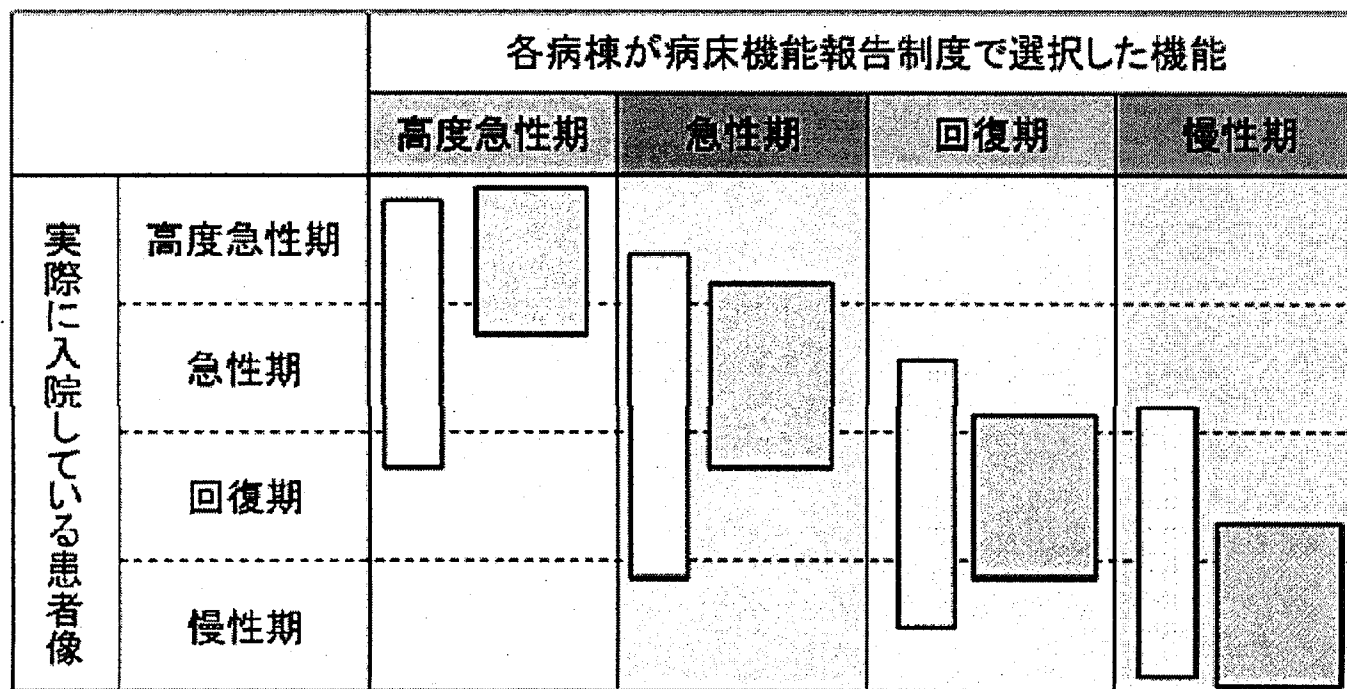 各病棟が病床機能報告制度で選択した機能
高度急性期
急性期
回復期
慢性期
実際に入院している患者像
高度急性期
急性期
回復期
慢性期